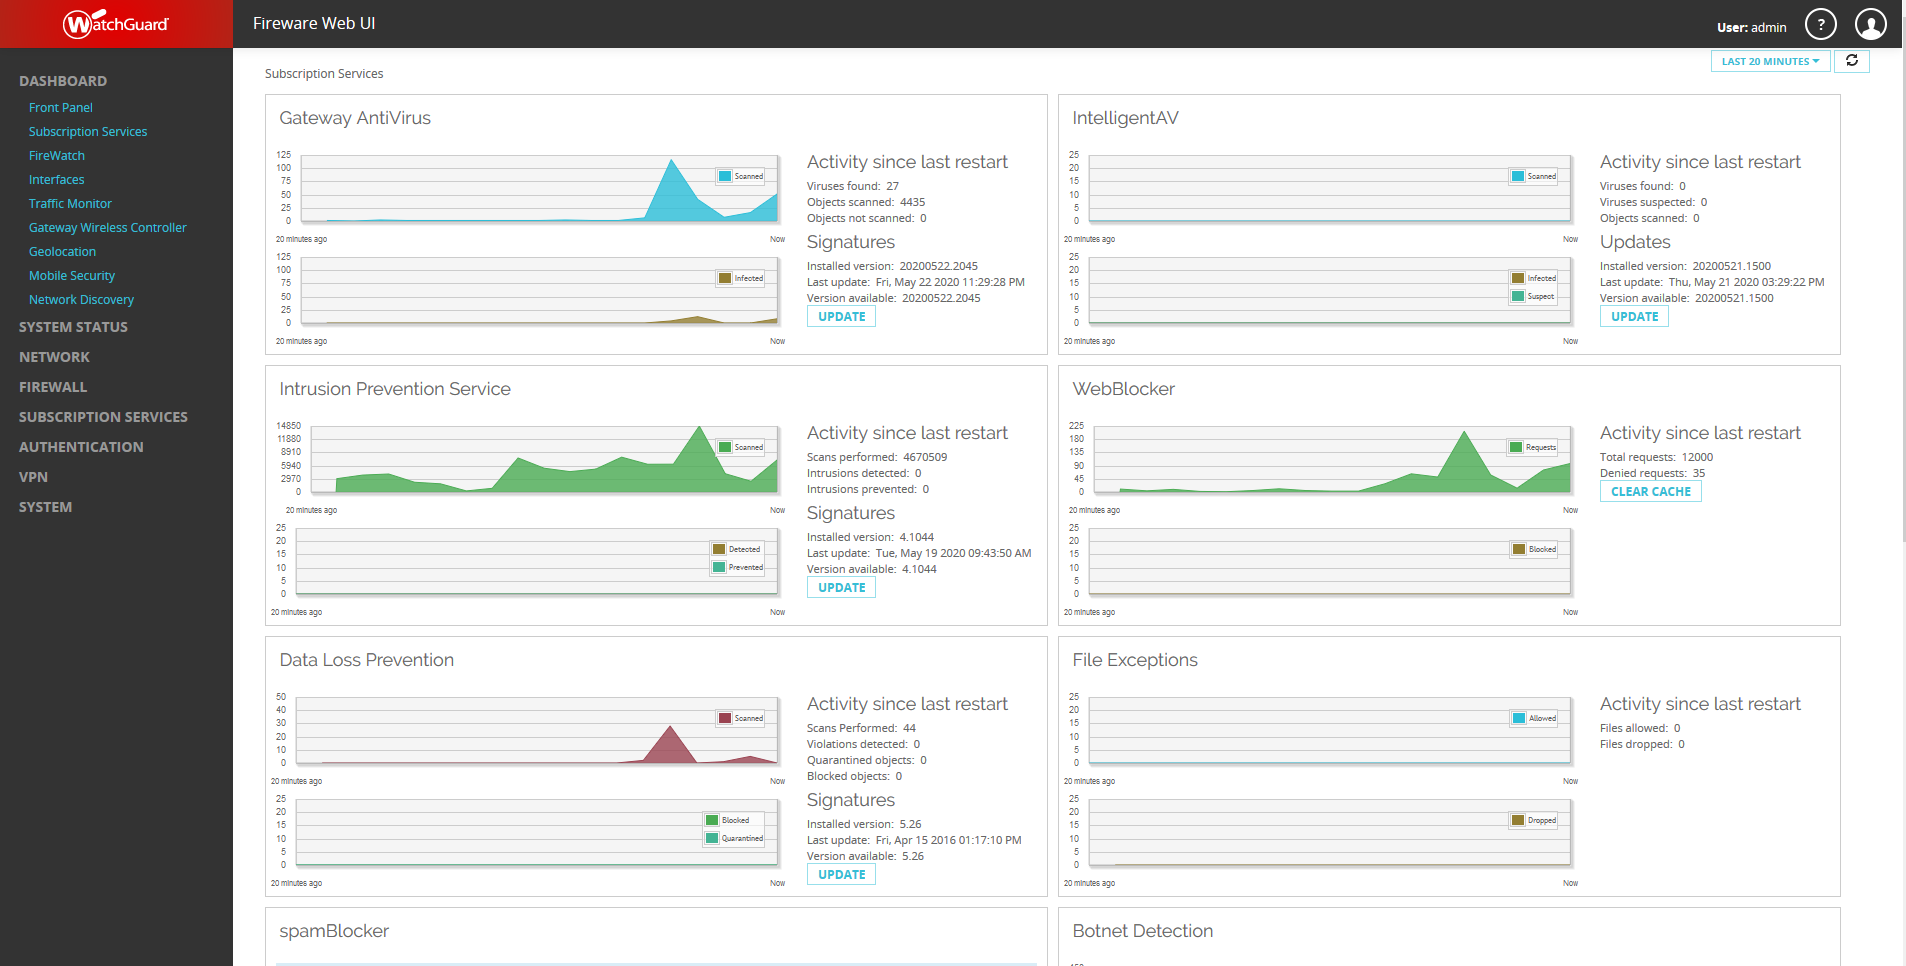 WatchGuard
Fireware Web UI
User: admin
?
DASHBOARD
Front Panel
Subscription Services
FireWatch
Interfaces
Traffic Monitor
Gateway Wireless Controller
Geolocation
Mobile Security
Network Discovery
SYSTEM STATUS
NETWORK
FIREWALL
SUBSCRIPTION SERVICES
AUTHENTICATION
VPN
SYSTEM
Subscription Services
LAST 20 MINUTES
Gateway AntiVirus
125
100
75
50
25
0
Scanned
20 minutes ago
Now
125
100
75
50
25
0
Infected
20 minutes ago
Now
Activity since last restart
Viruses found: 27
Objects scanned: 4435
Objects not scanned: 0
Signatures
Installed version: 20200522.2045
Last update: Fri, May 22 2020 11:29:28 PM
Version available: 20200522.2045
UPDATE
IntelligentAV
25
20
15
10
5
0
Scanned
20 minutes ago
Now
25
20
15
10
5
0
Infected
Suspect
20 minutes ago
Now
Activity since last restart
Viruses found: 0
Viruses suspected: 0
Objects scanned: 0
Updates
Installed version: 20200521.1500
Last update: Thu, May 21 2020 03:29:22 PM
Version available: 20200521.1500
UPDATE
Intrusion Prevention Service
14850
11880
8910
5940
2970
0
Scanned
20 minutes ago
Now
25
20
15
10
5
0
Detected
Prevented
20 minutes ago
Now
Activity since last restart
Scans performed: 4670509
Intrusions detected: 0
Intrusions prevented: 0
Signatures
Installed version: 4.1044
Last update: Tue, May 19 2020 09:43:50 AM
Version available: 4.1044
UPDATE
WebBlocker
225
180
135
90
45
0
Requests
20 minutes ago
Now
25
20
15
10
5
0
Blocked
20 minutes ago
Now
Activity since last restart
Total requests: 12000
Denied requests: 35
CLEAR CACHE
Data Loss Prevention
50
40
30
20
10
0
Scanned
20 minutes ago
Now
25
20
15
10
5
0
Blocked
Quarantined
20 minutes ago
Now
Activity since last restart
Scans Performed: 44
Violations detected: 0
Quarantined objects: 0
Blocked objects: 0
Signatures
Installed version: 5.26
Last update: Fri, Apr 15 2016 01:17:10 PM
Version available: 5.26
UPDATE
File Exceptions
25
20
15
10
5
0
Allowed
20 minutes ago
Now
25
20
15
10
5
0
Dropped
20 minutes ago
Now
Activity since last restart
Files allowed: 0
Files dropped: 0
spamBlocker
Botnet Detection